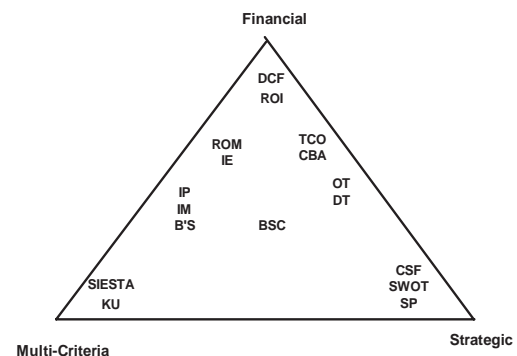 Financial
DCF
ROI
ROM
IE
TCO
CBA
OT
DT
IP
IM
B'S
BSC
SIESTA
KU
CSF
SWOT
SP
Multi-Criteria
Strategic